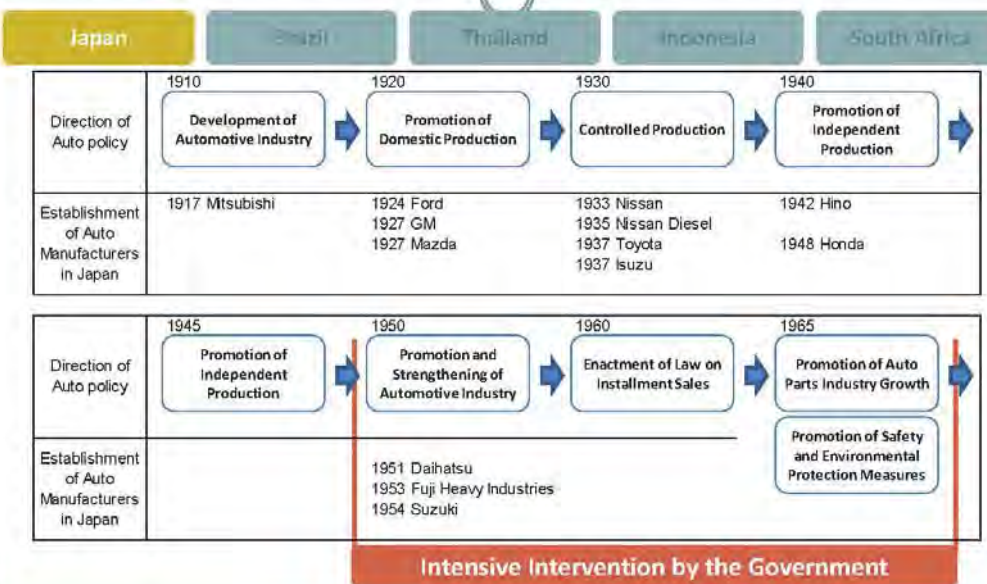 Japan
Brazil
Thailand
Indonesia
South Africa
1910
1920
1930
1940
Direction of
Auto policy
Development of
Automotive Industry
Promotion of
Domestic Production
Controlled Production
Promotion of
Independent
Production
Establishment
of Auto
Manufacturers
in Japan
1917 Mitsubishi
1924 Ford
1927 GM
1927 Mazda
1933 Nissan
1935 Nissan Diesel
1937 Toyota
1937 Isuzu
1942 Hino
1948 Honda
1945
1950
1960
1965
Direction of
Auto policy
Promotion of
Independent
Production
Promotion and
Strengthening of
Automotive Industry
Enactment of Law on
Installment Sales
Promotion of Auto
Parts Industry Growth
Promotion of Safety
and Environmental
Protection Measures
Establishment
of Auto
Manufacturers
in Japan
1951 Daihatsu
1953 Fuji Heavy Industries
1954 Suzuki
Intensive Intervention by the Government